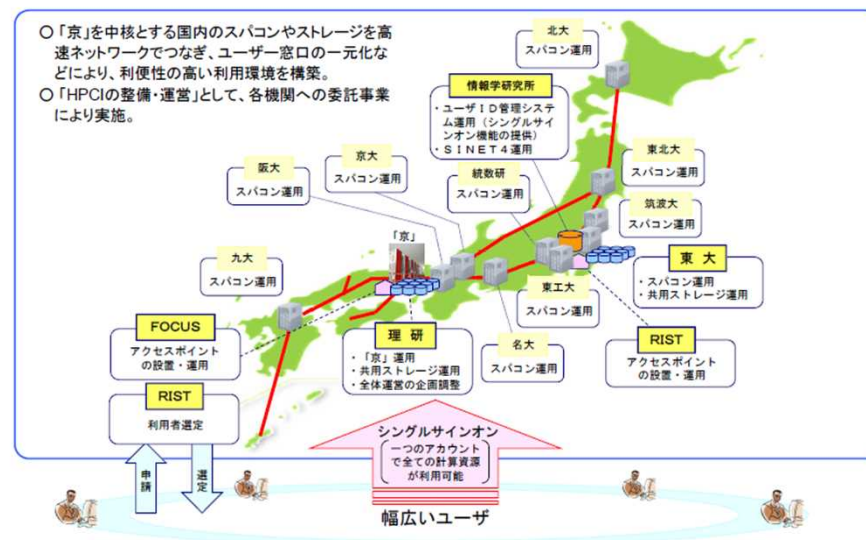 ○「京」を中核とする国内のスパコンやストレージを高
速ネットワークでつなぎ、ユーザー窓口の一元化な
どにより、利便性の高い利用環境を構築。
○「HPCIの整備・運営」として、各機関への委託事業
により実施。
北大
スパコン運用
情報学研究所
・ユーザID管理システ
ム運用(シングルサイ
ンオン機能の提供)
・SINET4運用
東北大
スパコン運用
京大
スパコン運用
阪大
スパコン運用
統数研
スパコン運用
筑波大
スパコン運用
「京」
九大
スパコン運用
東大
・スパコン運用
・共用ストレージ運用
東工大
スパコン運用
FOCUS
アクセスポイント
の設置・運用
理研
・「京」運用
・共用ストレージ運用
・全体運営の企画調整
名大
スパコン運用
RIST
アクセスポイント
の設置・運用
RIST
利用者選定
シングルサインオン
一つのアカウント
で全ての計算資源
が利用可能
申請
選定
幅広いユーザ